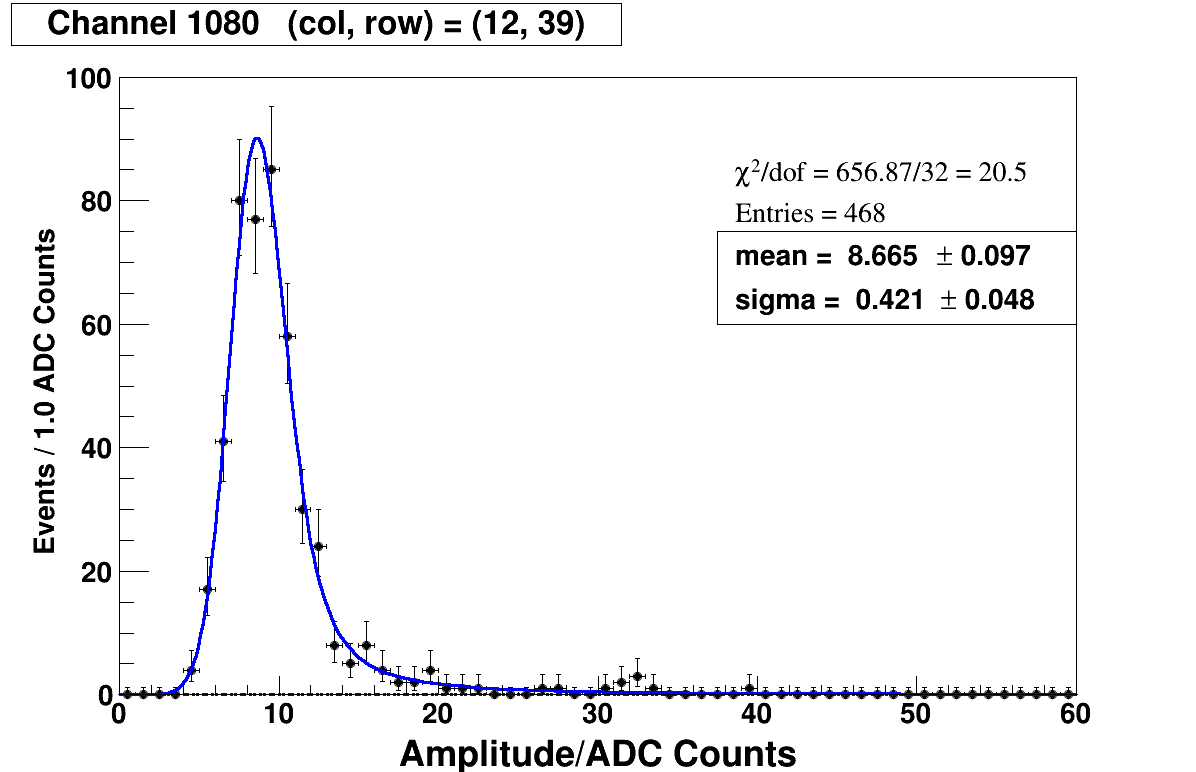 Channel 1080 (col, row) = (12, 39)
100
80
60
40
20
0
Events / 1.0 ADC Counts
χ²/dof = 656.87/32 = 20.5
Entries = 468
mean = 8.665 ± 0.097
sigma = 0.421 ± 0.048
0 10 20 30 40 50 60
Amplitude/ADC Counts